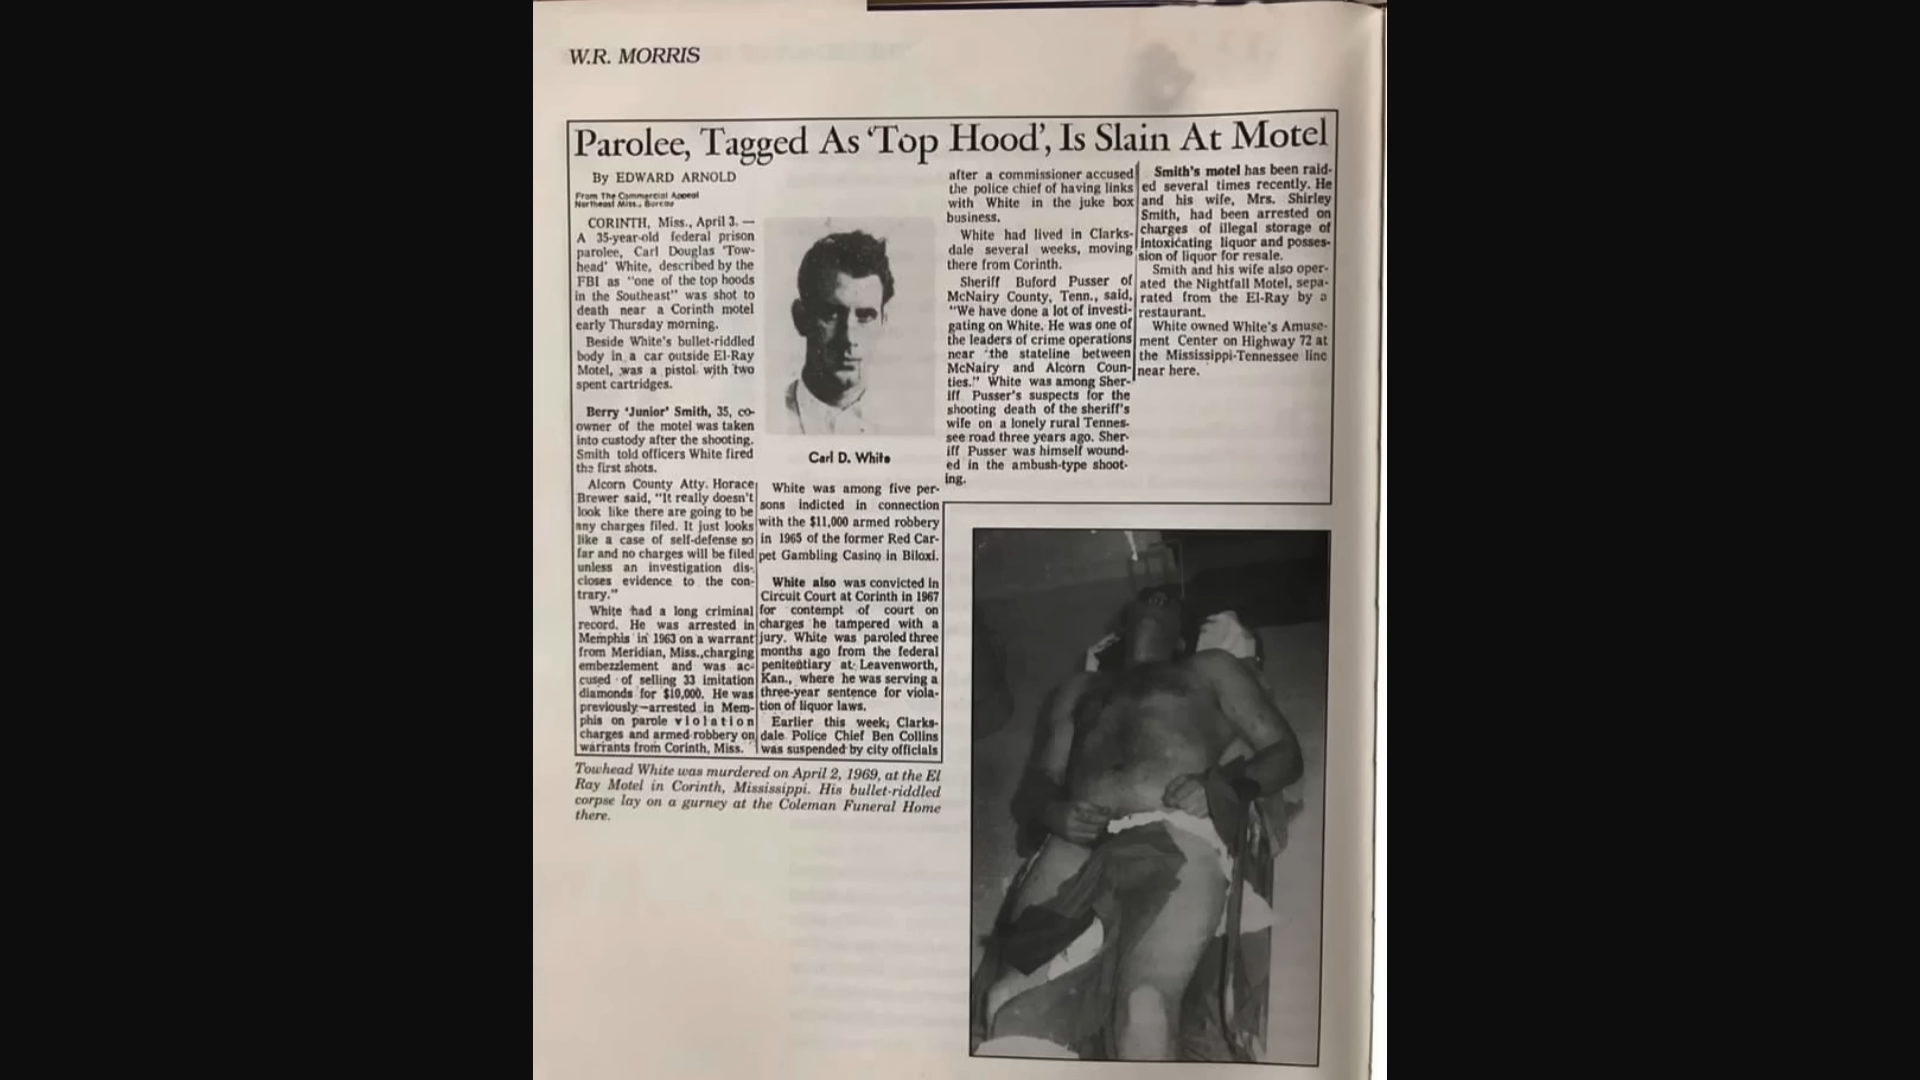 W.R. MORRIS
Parolee, Tagged As 'Top Hood', Is Slain At Motel
By EDWARD ARNOLD
From The Commercial Appeal
Northeast Miss., Bureau
CORINTH, Miss., April 3. —
A 35-year-old federal prison
parolee, Carl Douglas 'Tow-
head' White, described by the
FBI as "one of the top hoods
in the Southeast" was shot to
death near a Corinth motel
early Thursday morning.
Beside White's bullet-riddled
body in a car outside El-Ray
Motel, was a pistol with two
spent cartridges.
Berry 'Junior' Smith, 35, co-
owner of the motel was taken
into custody after the shooting.
Smith told officers White fired
the first shots.
Alcorn County Atty. Horace
Brewer said, "It really doesn't
look like there are going to be
any charges filed. It just looks
like a case of self-defense so
far and no charges will be filed
unless an investigation dis-
closes evidence to the con-
trary."
White had a long criminal
record. He was arrested in
Memphis in 1963 on a warrant
from Meridian, Miss.,charging
embezzlement and was ac-
cused of selling 33 imitation
diamonds for $10,000. He was
previously—arrested in Mem-
phis on parole violation
charges and armed robbery on
warrants from Corinth, Miss.
Carl D. White
White was among five per-
sons indicted in connection
with the $11,000 armed robbery
in 1965 of the former Red Car-
pet Gambling Casino in Biloxi.
White also was convicted in
Circuit Court at Corinth in 1967
for contempt of court on
charges he tampered with a
jury. White was paroled three
months ago from the federal
penitentiary at Leavenworth,
Kan., where he was serving a
three-year sentence for viola-
tion of liquor laws.
Earlier this week, Clarks-
dale Police Chief Ben Collins
was suspended by city officials
after a commissioner accused
the police chief of having links
with White in the juke box
business.
White had lived in Clarks-
dale several weeks, moving
there from Corinth.
Sheriff Buford Pusser of
McNairy County, Tenn., said,
"We have done a lot of investi-
gating on White. He was one of
the leaders of crime operations
near the stateline between
McNairy and Alcorn Coun-
ties." White was among Sher-
iff Pusser's suspects for the
shooting death of the sheriff's
wife on a lonely rural Tennes-
see road three years ago. Sher-
iff Pusser was himself wound-
ed in the ambush-type shoot-
ing.
Smith's motel has been raid-
ed several times recently. He
and his wife, Mrs. Shirley
Smith, had been arrested on
charges of illegal storage of
intoxicating liquor and posses-
sion of liquor for resale.
Smith and his wife also oper-
ated the Nightfall Motel, sepa-
rated from the El-Ray by a
restaurant.
White owned White's Amuse-
ment Center on Highway 72 at
the Mississippi-Tennessee line
near here.
Towhead White was murdered on April 2, 1969, at the El
Ray Motel in Corinth, Mississippi. His bullet-riddled
corpse lay on a gurney at the Coleman Funeral Home
there.